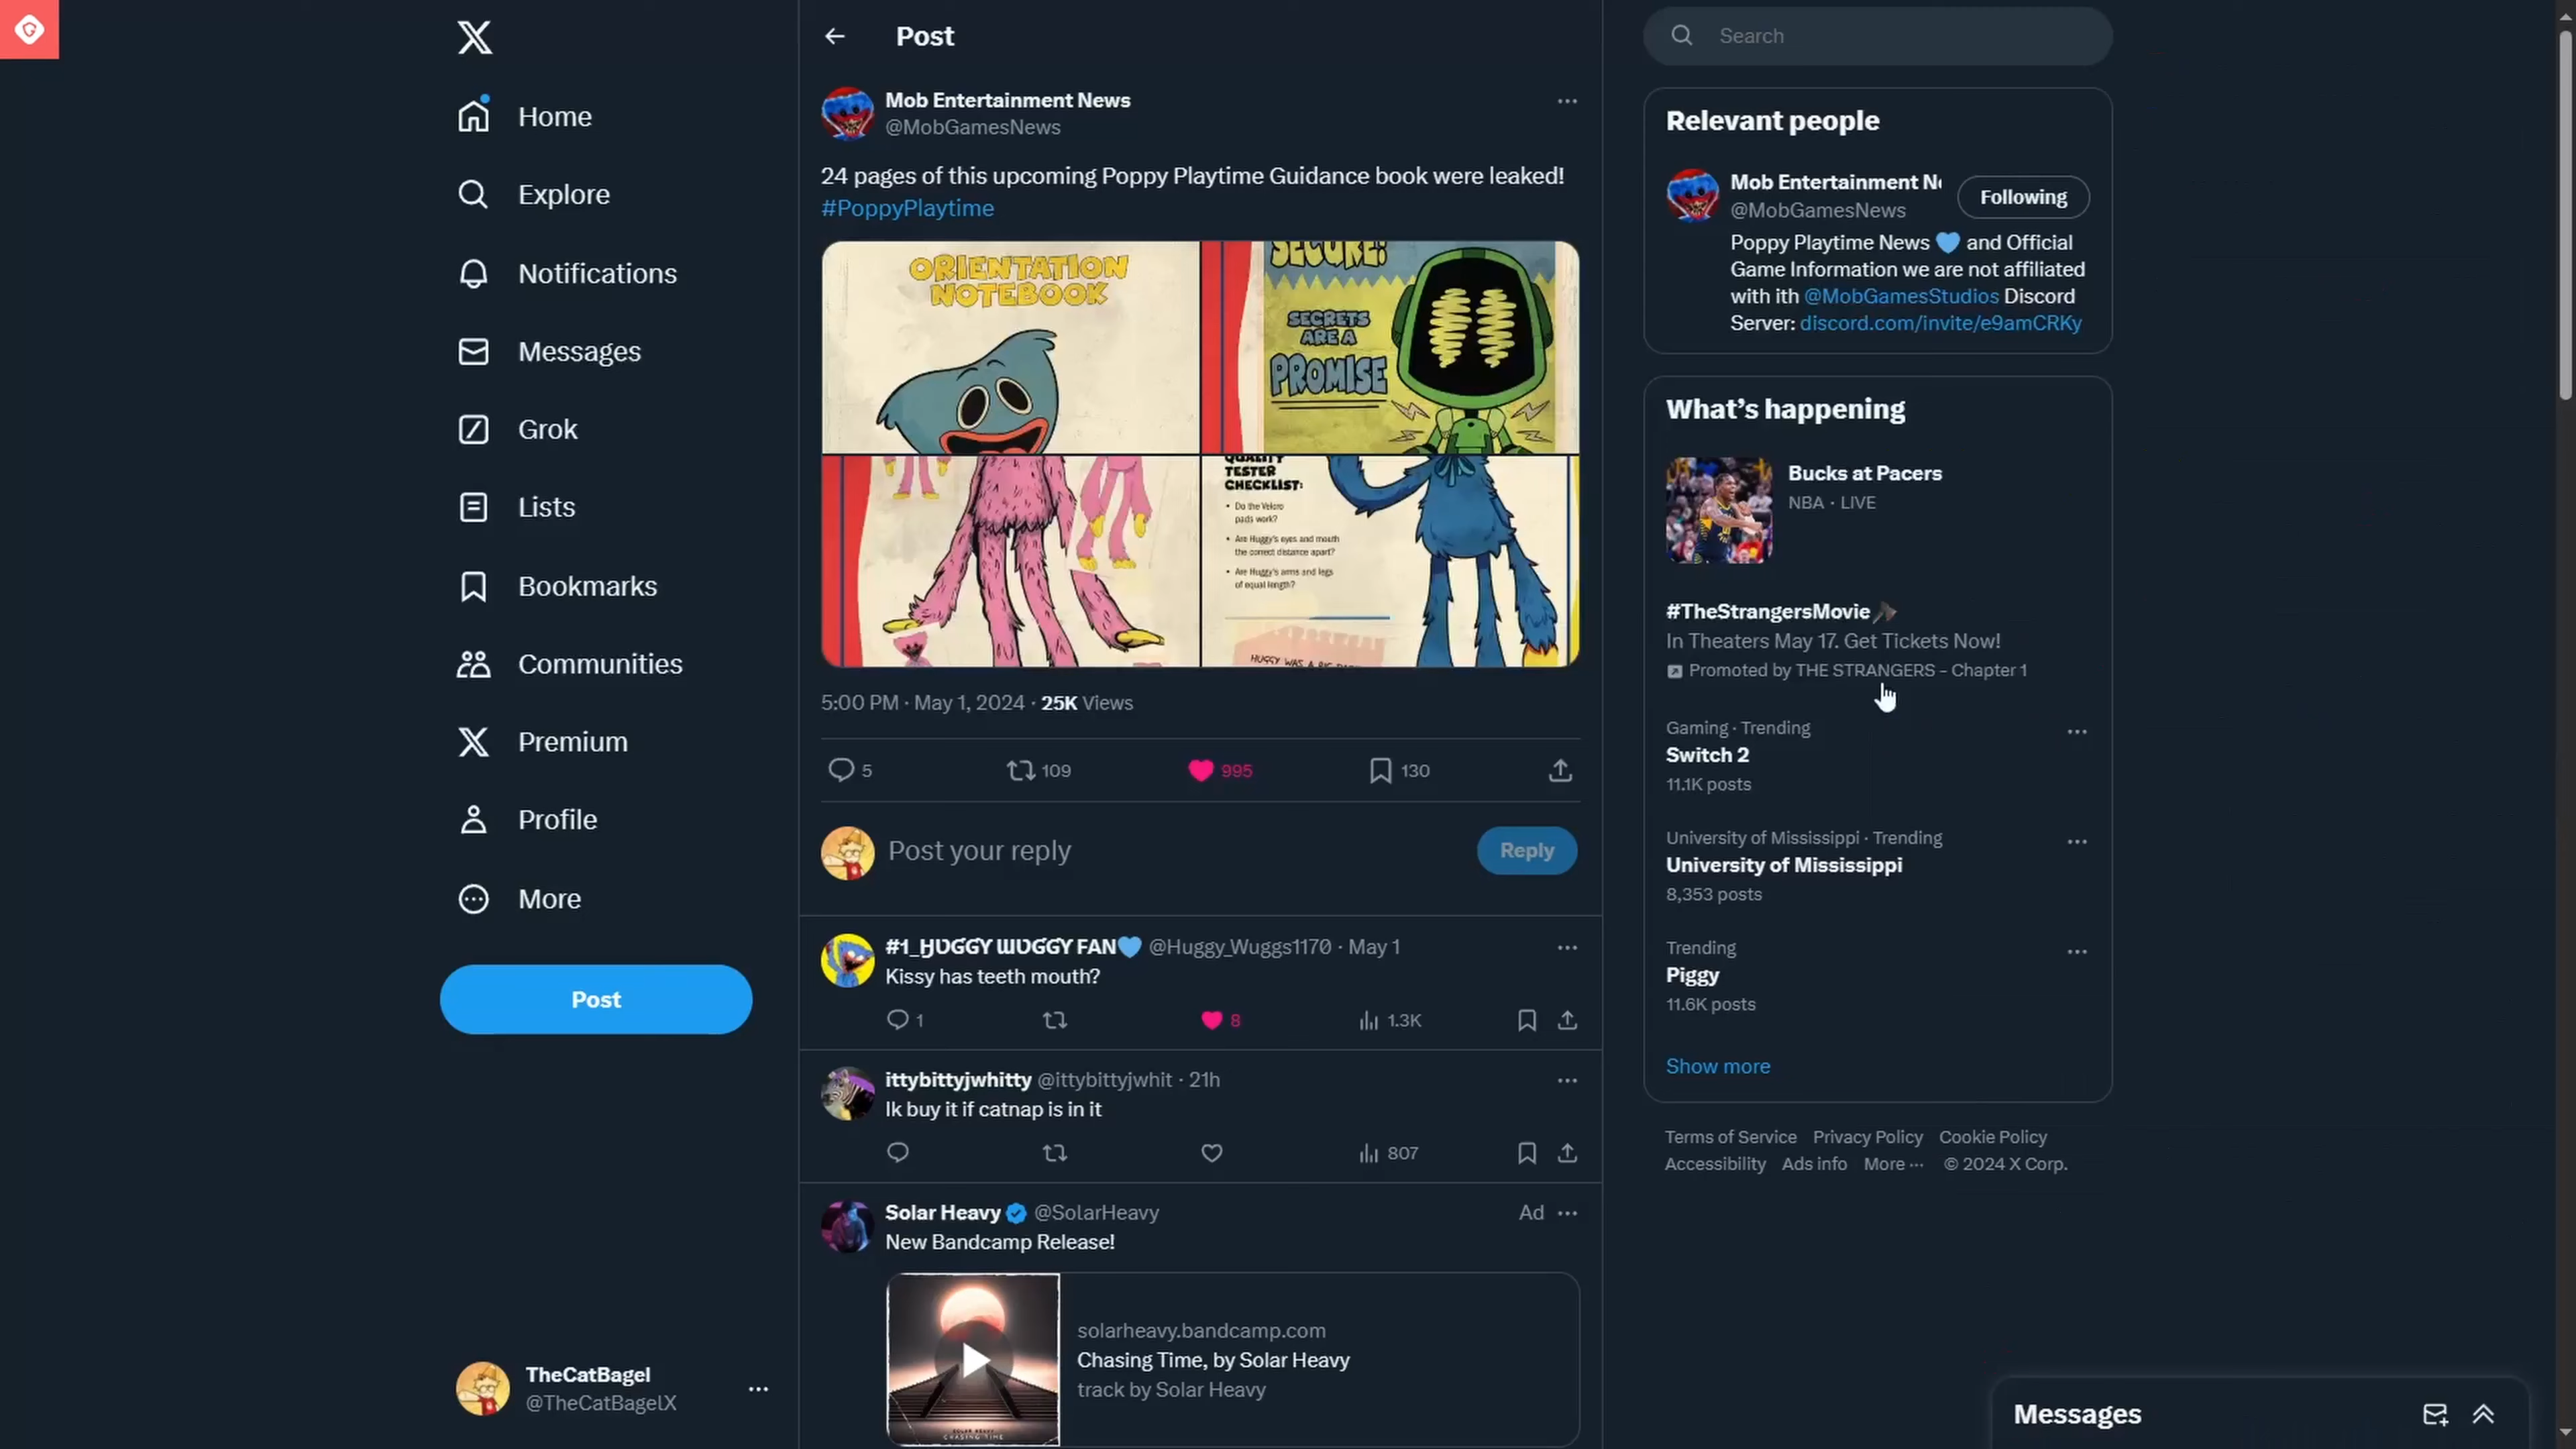 Home
Explore
Notifications
Messages
Grok
Lists
Bookmarks
Communities
Premium
Profile
More
Post
TheCatBagel
@TheCatBagelX
Post
Mob Entertainment News
@MobGamesNews
24 pages of this upcoming Poppy Playtime Guidance book were leaked!
#PoppyPlaytime
ORIENTATION
NOTEBOOK
SECURE!
SECRETS
ARE A
PROMISE
QUALITY
TESTER
CHECKLIST:
• Do the Velcro
pads work?
• Are Huggy's eyes and mouth
the correct distance apart?
• Are Huggy's arms and legs
of equal length?
HUGGY WAS A BIG
5:00 PM · May 1, 2024 · 25K Views
5 109 995 130
Post your reply
Reply
#1_HUGGY WUGGY FAN💙 @Huggy_Wuggs1170 · May 1
Kissy has teeth mouth?
1 8 1.3K
ittybittyjwhitty @ittybittyjwhit · 21h
Ik buy it if catnap is in it
807
Solar Heavy @SolarHeavy Ad
New Bandcamp Release!
SOLAR HEAVY
CHASING TIME
solarheavy.bandcamp.com
Chasing Time, by Solar Heavy
track by Solar Heavy
Search
Relevant people
Mob Entertainment Ne
@MobGamesNews
Following
Poppy Playtime News 💙 and Official
Game Information we are not affiliated
with ith @MobGamesStudios Discord
Server: discord.com/invite/e9amCRKy
What's happening
Bucks at Pacers
NBA · LIVE
#TheStrangersMovie
In Theaters May 17. Get Tickets Now!
Promoted by THE STRANGERS – Chapter 1
Gaming · Trending
Switch 2
11.1K posts
University of Mississippi · Trending
University of Mississippi
8,353 posts
Trending
Piggy
11.6K posts
Show more
Terms of Service Privacy Policy Cookie Policy
Accessibility Ads info More ··· © 2024 X Corp.
Messages